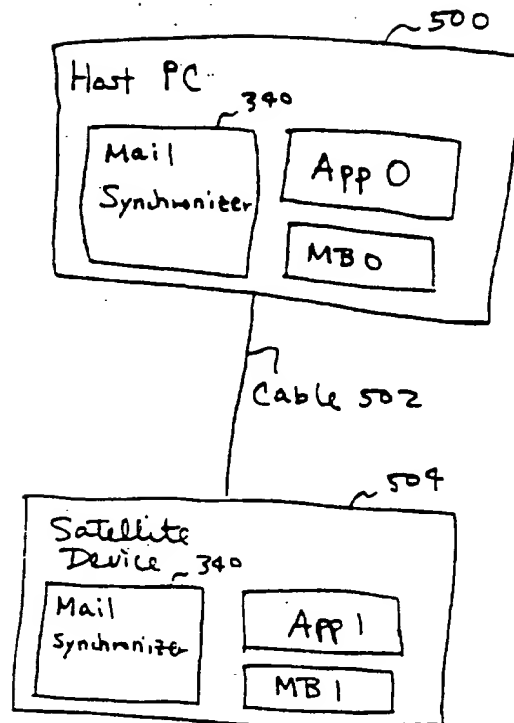 500
Host PC
340
Mail
Synchronizer
App 0
MB 0
Cable 502
504
Satellite
Device
340
Mail
Synchronizer
App 1
MB 1